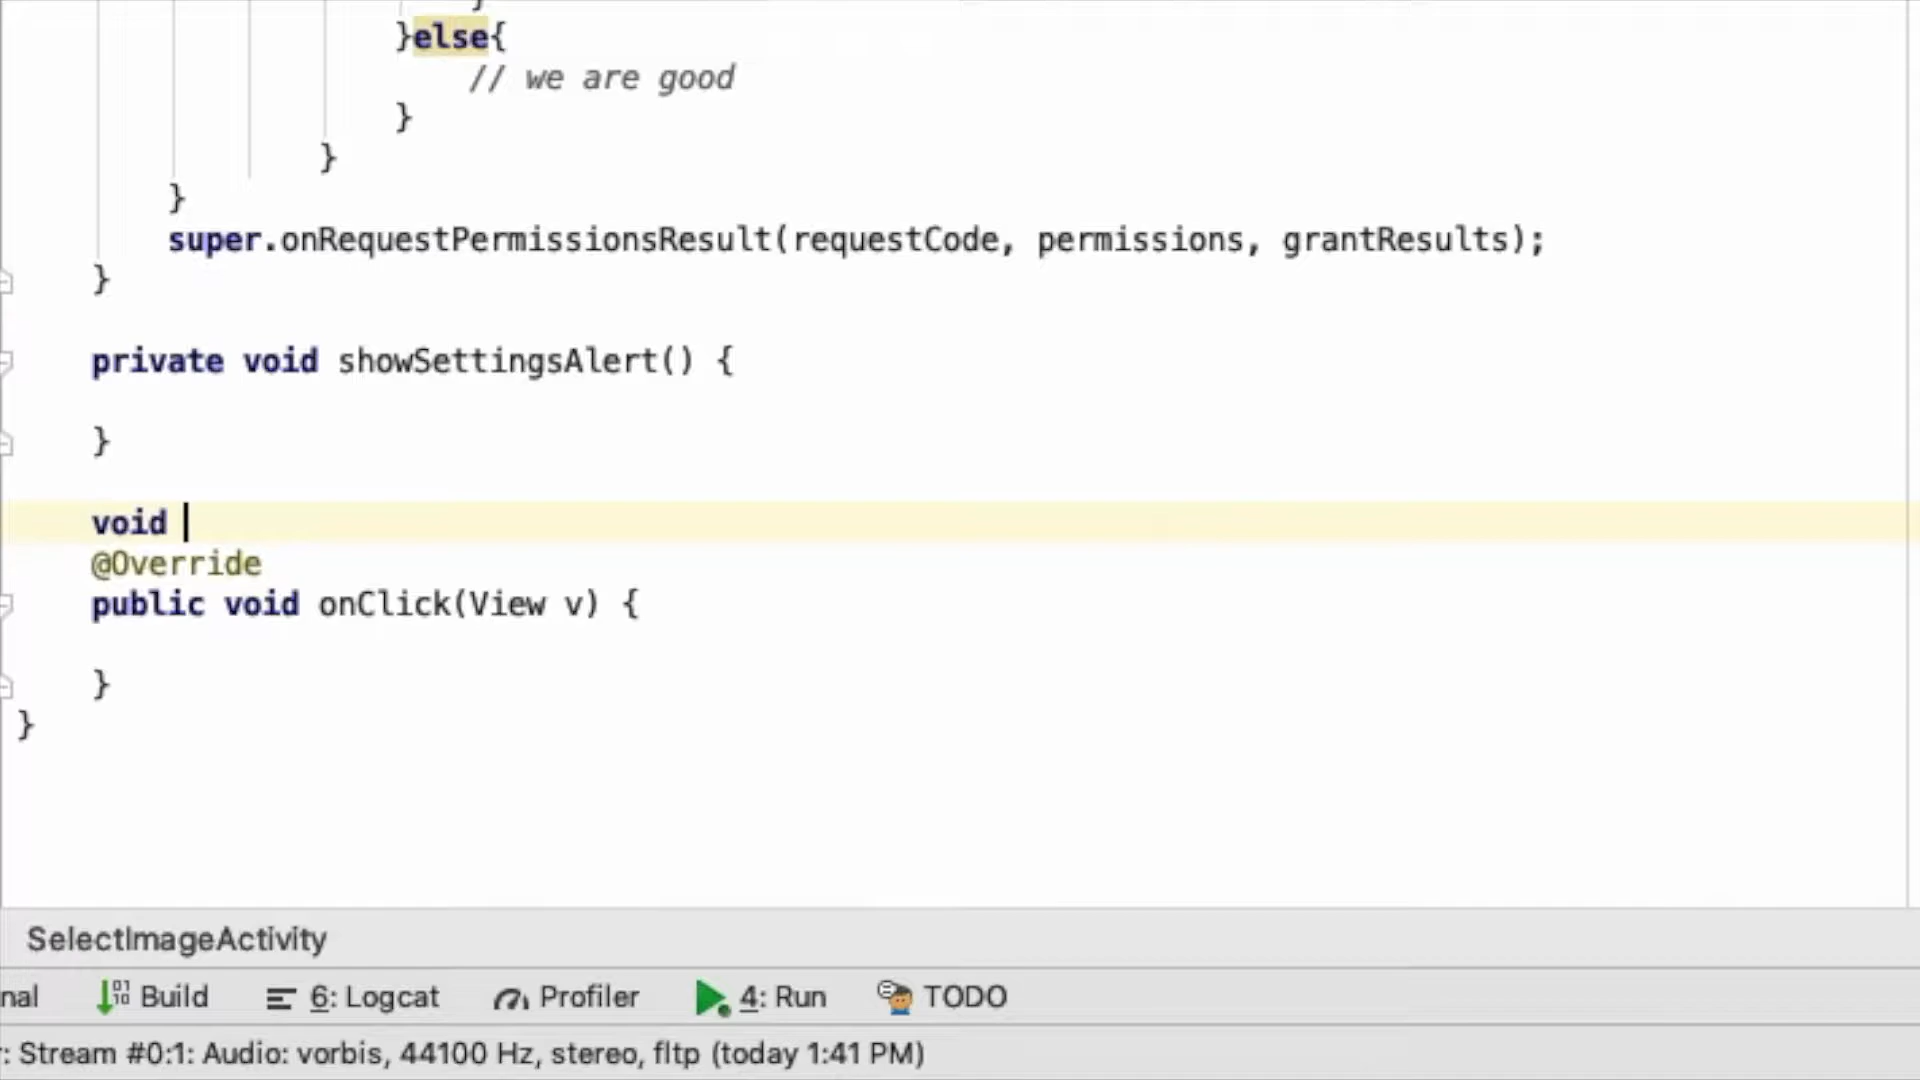 }
}else{
// we are good
}
}
}
super.onRequestPermissionsResult(requestCode, permissions, grantResults);
}
private void showSettingsAlert() {
}
void
@Override
public void onClick(View v) {
}
}
SelectImageActivity
nal Build 6: Logcat Profiler 4: Run TODO
: Stream #0:1: Audio: vorbis, 44100 Hz, stereo, fltp (today 1:41 PM)